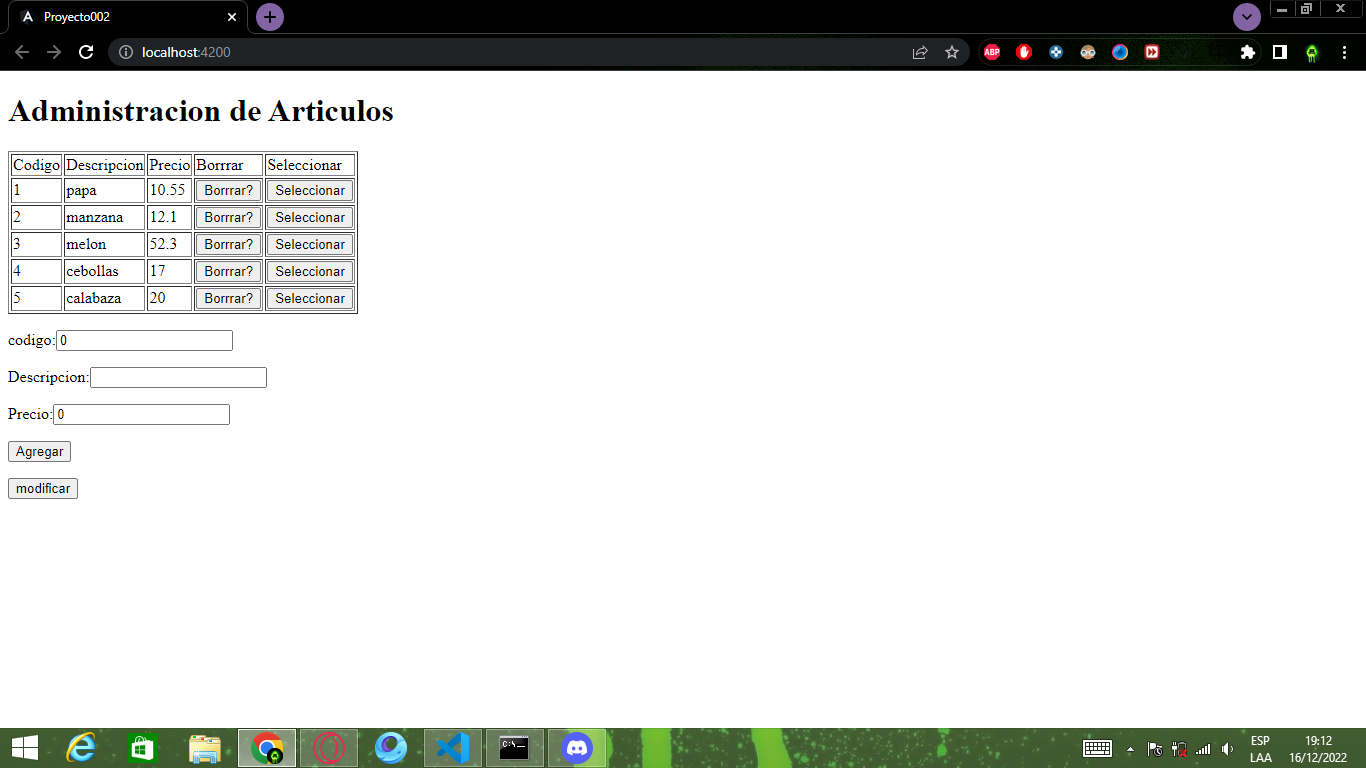 Proyecto002
localhost:4200
ABP
Administracion de Articulos
Codigo Descripcion Precio Borrrar Seleccionar
1 papa 10.55 Borrrar? Seleccionar
2 manzana 12.1 Borrrar? Seleccionar
3 melon 52.3 Borrrar? Seleccionar
4 cebollas 17 Borrrar? Seleccionar
5 calabaza 20 Borrrar? Seleccionar
codigo: 0
Descripcion:
Precio: 0
Agregar
modificar
C:\_
ESP 19:12
LAA 16/12/2022